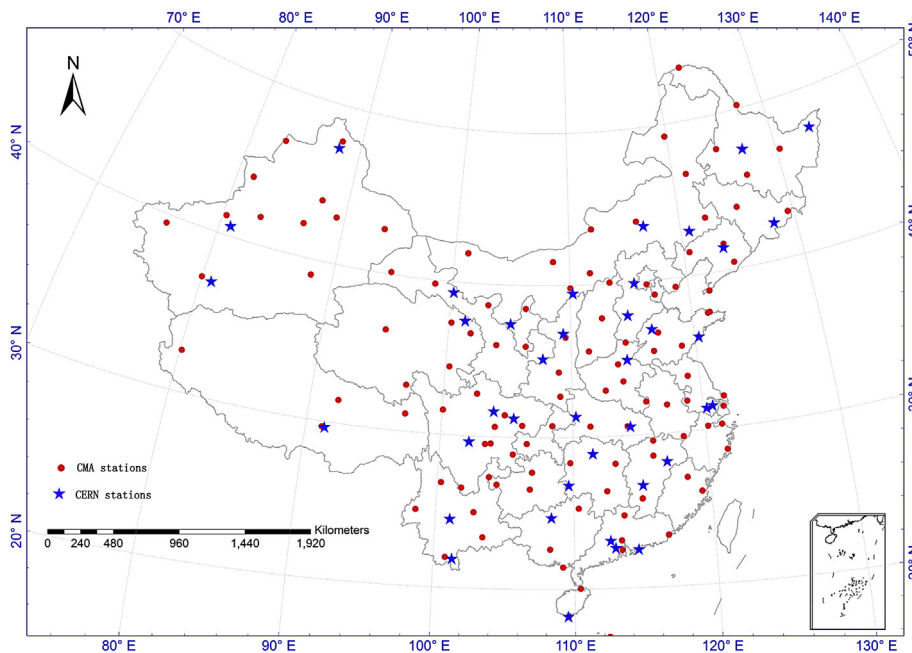 70° E 80° E 90° E 100° E 110° E 120° E 130° E 140° E
N
40° N
30° N
20° N
40° N
CMA stations
CERN stations
Kilometers
0 240 480 960 1,440 1,920
80° E 90° E 100° E 110° E 120° E 130° E